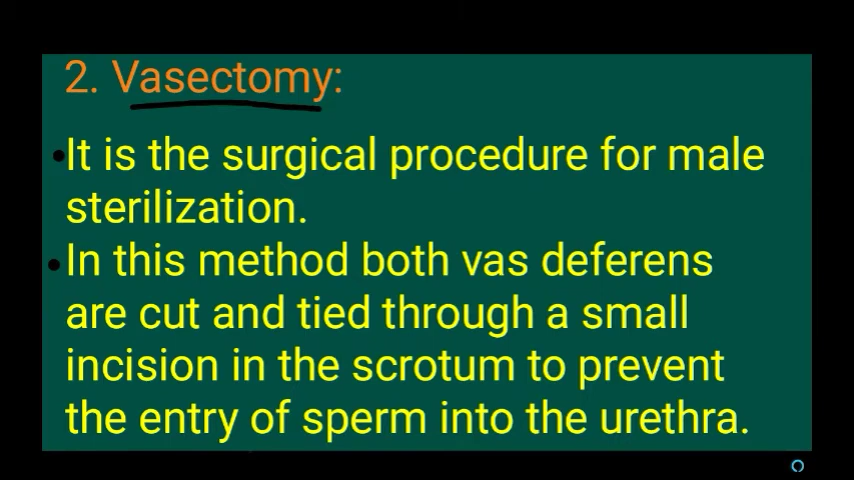 2. Vasectomy:
•It is the surgical procedure for male
sterilization.
•In this method both vas deferens
are cut and tied through a small
incision in the scrotum to prevent
the entry of sperm into the urethra.